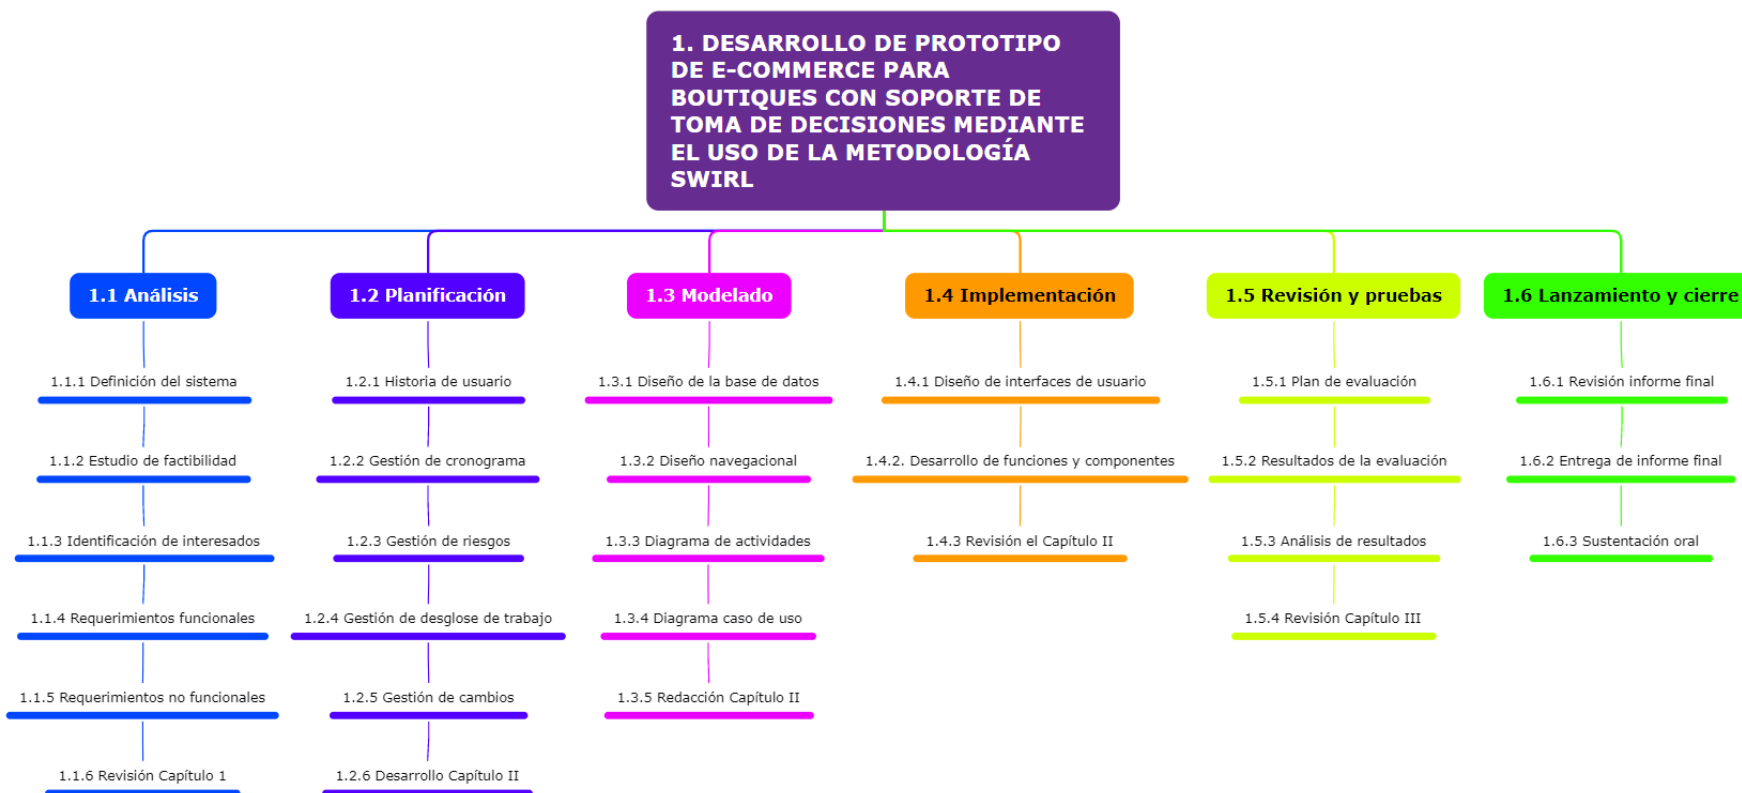 1. DESARROLLO DE PROTOTIPO
DE E-COMMERCE PARA
BOUTIQUES CON SOPORTE DE
TOMA DE DECISIONES MEDIANTE
EL USO DE LA METODOLOGÍA
SWIRL
1.1 Análisis
1.1.1 Definición del sistema
1.1.2 Estudio de factibilidad
1.1.3 Identificación de interesados
1.1.4 Requerimientos funcionales
1.1.5 Requerimientos no funcionales
1.1.6 Revisión Capítulo 1
1.2 Planificación
1.2.1 Historia de usuario
1.2.2 Gestión de cronograma
1.2.3 Gestión de riesgos
1.2.4 Gestión de desglose de trabajo
1.2.5 Gestión de cambios
1.2.6 Desarrollo Capítulo II
1.3 Modelado
1.3.1 Diseño de la base de datos
1.3.2 Diseño navegacional
1.3.3 Diagrama de actividades
1.3.4 Diagrama caso de uso
1.3.5 Redacción Capítulo II
1.4 Implementación
1.4.1 Diseño de interfaces de usuario
1.4.2. Desarrollo de funciones y componentes
1.4.3 Revisión el Capítulo II
1.5 Revisión y pruebas
1.5.1 Plan de evaluación
1.5.2 Resultados de la evaluación
1.5.3 Análisis de resultados
1.5.4 Revisión Capítulo III
1.6 Lanzamiento y cierre
1.6.1 Revisión informe final
1.6.2 Entrega de informe final
1.6.3 Sustentación oral